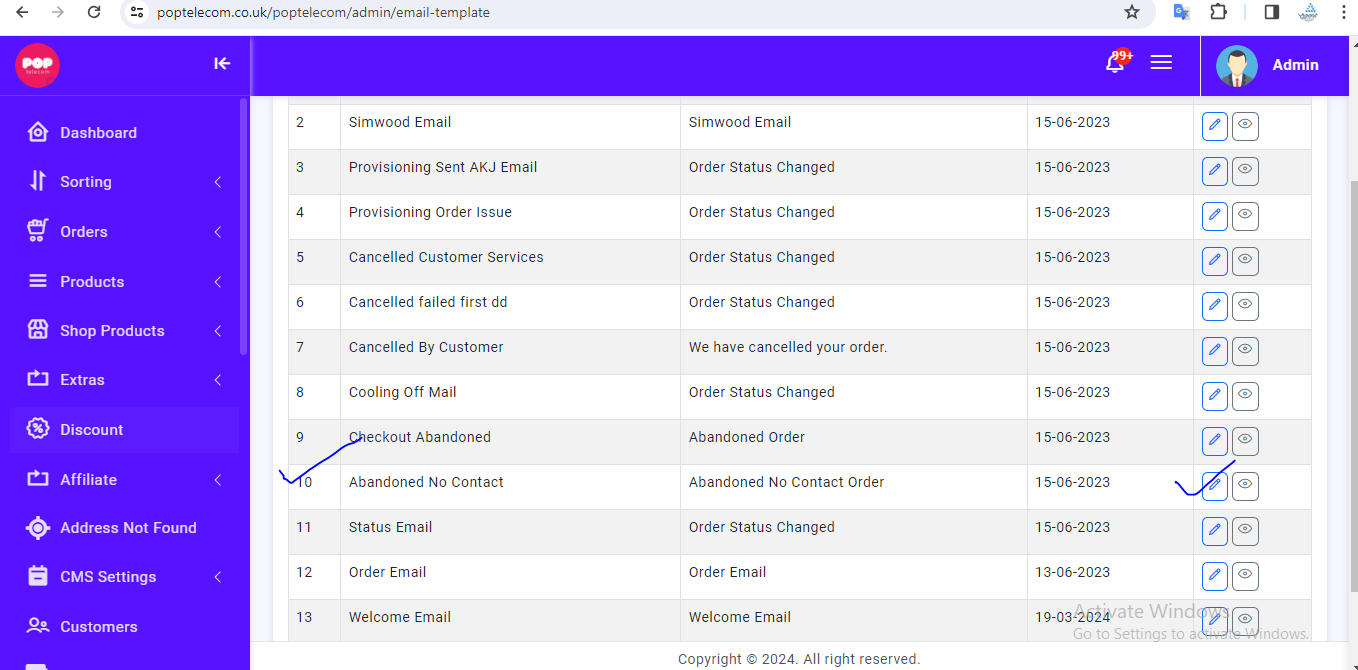 poptelecom.co.uk/poptelecom/admin/email-template
POP
telecom
99+
Admin
Dashboard
Sorting
Orders
Products
Shop Products
Extras
Discount
Affiliate
Address Not Found
CMS Settings
Customers
2 Simwood Email Simwood Email 15-06-2023
3 Provisioning Sent AKJ Email Order Status Changed 15-06-2023
4 Provisioning Order Issue Order Status Changed 15-06-2023
5 Cancelled Customer Services Order Status Changed 15-06-2023
6 Cancelled failed first dd Order Status Changed 15-06-2023
7 Cancelled By Customer We have cancelled your order. 15-06-2023
8 Cooling Off Mail Order Status Changed 15-06-2023
9 Checkout Abandoned Abandoned Order 15-06-2023
10 Abandoned No Contact Abandoned No Contact Order 15-06-2023
11 Status Email Order Status Changed 15-06-2023
12 Order Email Order Email 13-06-2023
13 Welcome Email Welcome Email 19-03-2024
Activate Windows
Go to Settings to activate Windows.
Copyright © 2024. All right reserved.